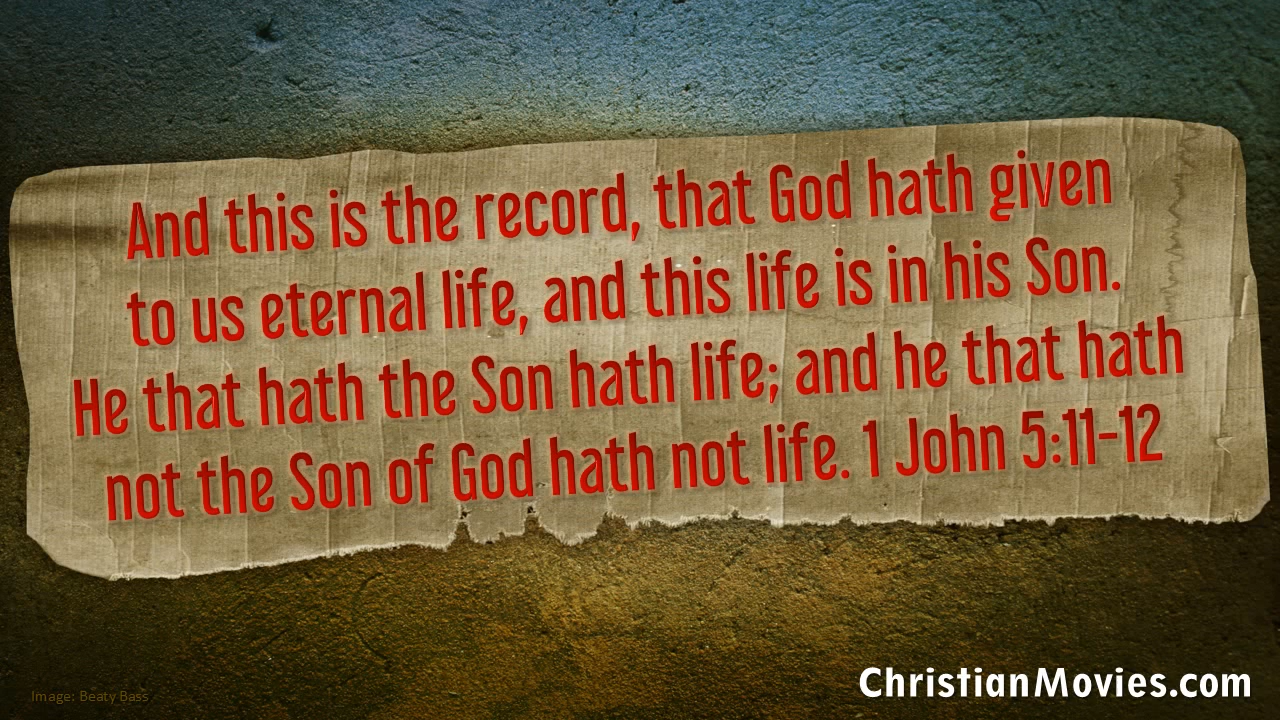 And this is the record, that God hath given
to us eternal life, and this life is in his Son.
He that hath the Son hath life; and he that hath
not the Son of God hath not life. 1 John 5:11-12
Image: Beaty Bass
ChristianMovies.com